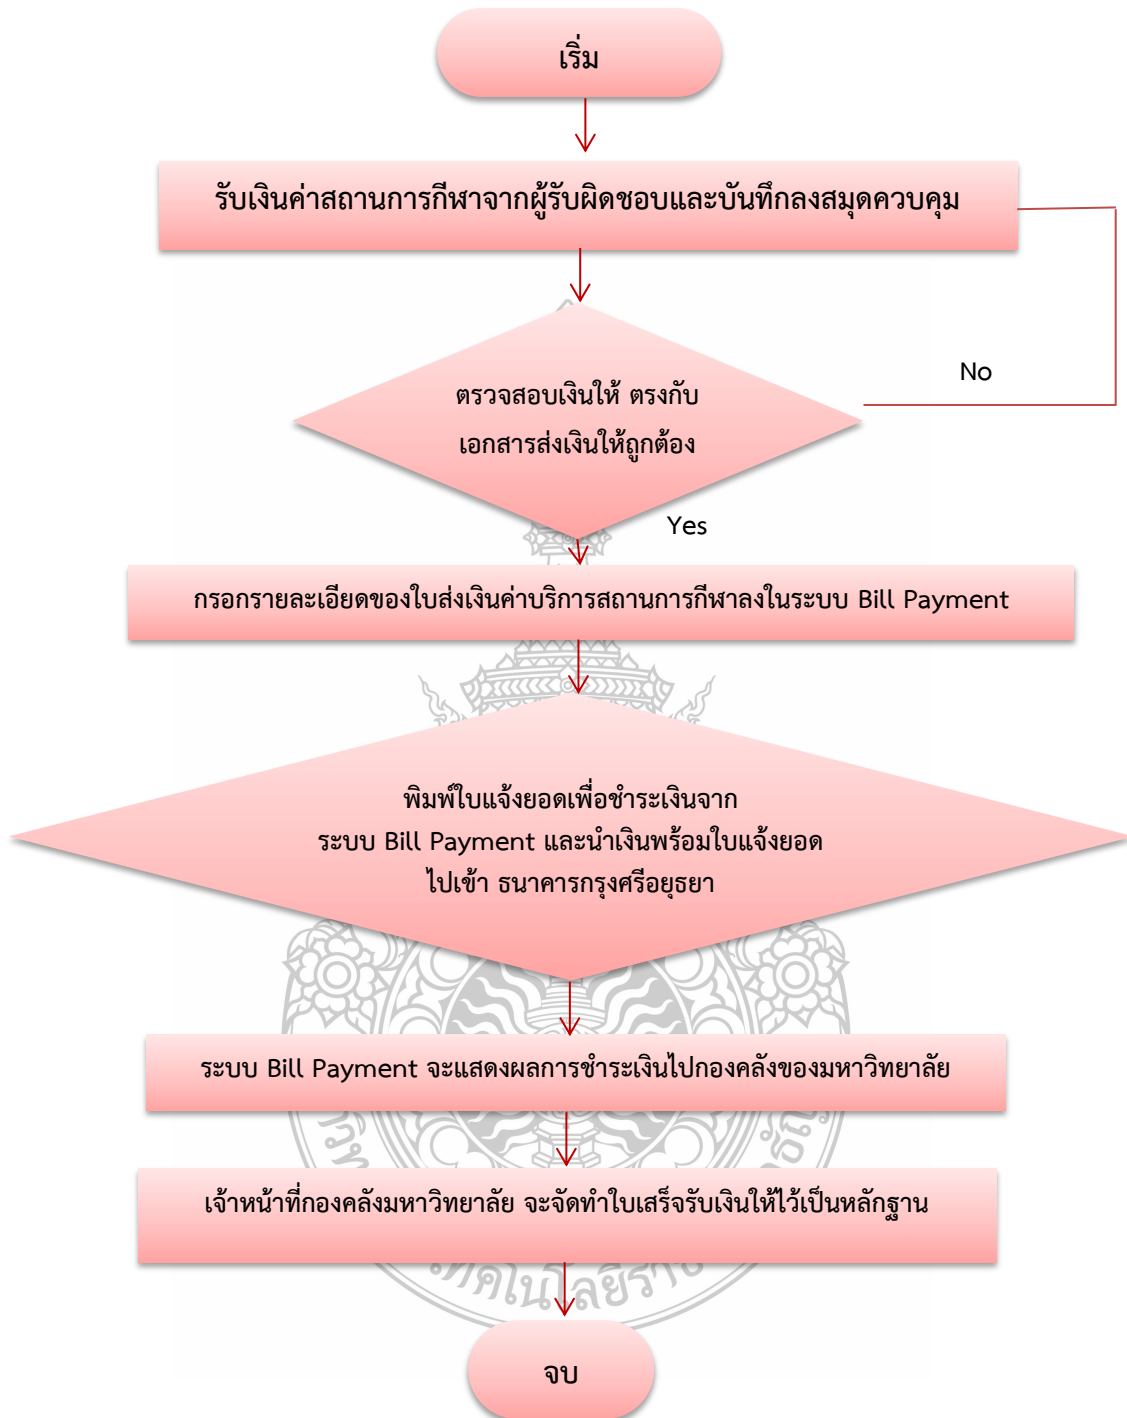 เริ่ม
รับเงินค่าสถานการกีฬาจากผู้รับผิดชอบและบันทึกลงสมุดควบคุม
ตรวจสอบเงินให้ ตรงกับ
เอกสารส่งเงินให้ถูกต้อง
No
Yes
กรอกรายละเอียดของใบส่งเงินค่าบริการสถานการกีฬาลงในระบบ Bill Payment
พิมพ์ใบแจ้งยอดเพื่อชำระเงินจาก
ระบบ Bill Payment และนำเงินพร้อมใบแจ้งยอด
ไปเข้า ธนาคารกรุงศรีอยุธยา
ระบบ Bill Payment จะแสดงผลการชำระเงินไปกองคลังของมหาวิทยาลัย
เจ้าหน้าที่กองคลังมหาวิทยาลัย จะจัดทำใบเสร็จรับเงินให้ไว้เป็นหลักฐาน
จบ